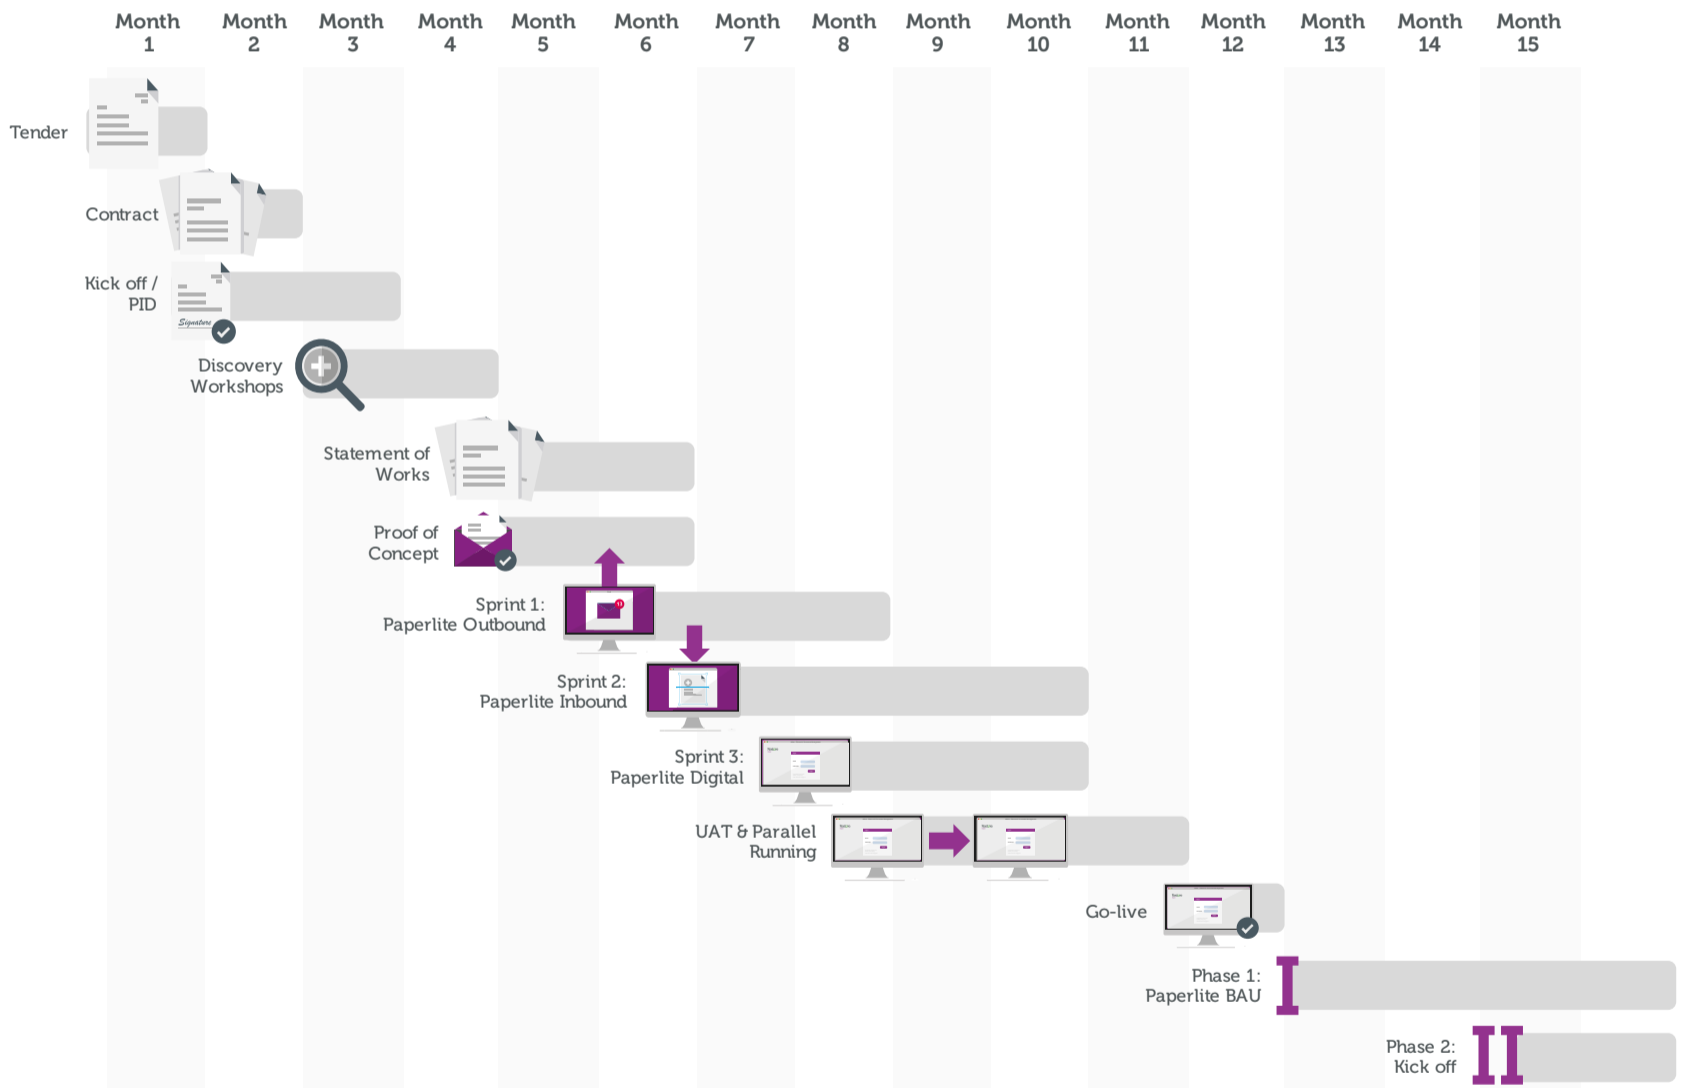 Month Month Month Month Month Month Month Month Month Month Month Month Month Month Month
1 2 3 4 5 6 7 8 9 10 11 12 13 14 15
Tender
Contract
Kick off /
PID
Signature
Discovery
Workshops
Statement of
Works
Proof of
Concept
Sprint 1:
Paperlite Outbound
Sprint 2:
Paperlite Inbound
Sprint 3:
Paperlite Digital
UAT & Parallel
Running
Go-live
Phase 1:
Paperlite BAU
Phase 2:
Kick off